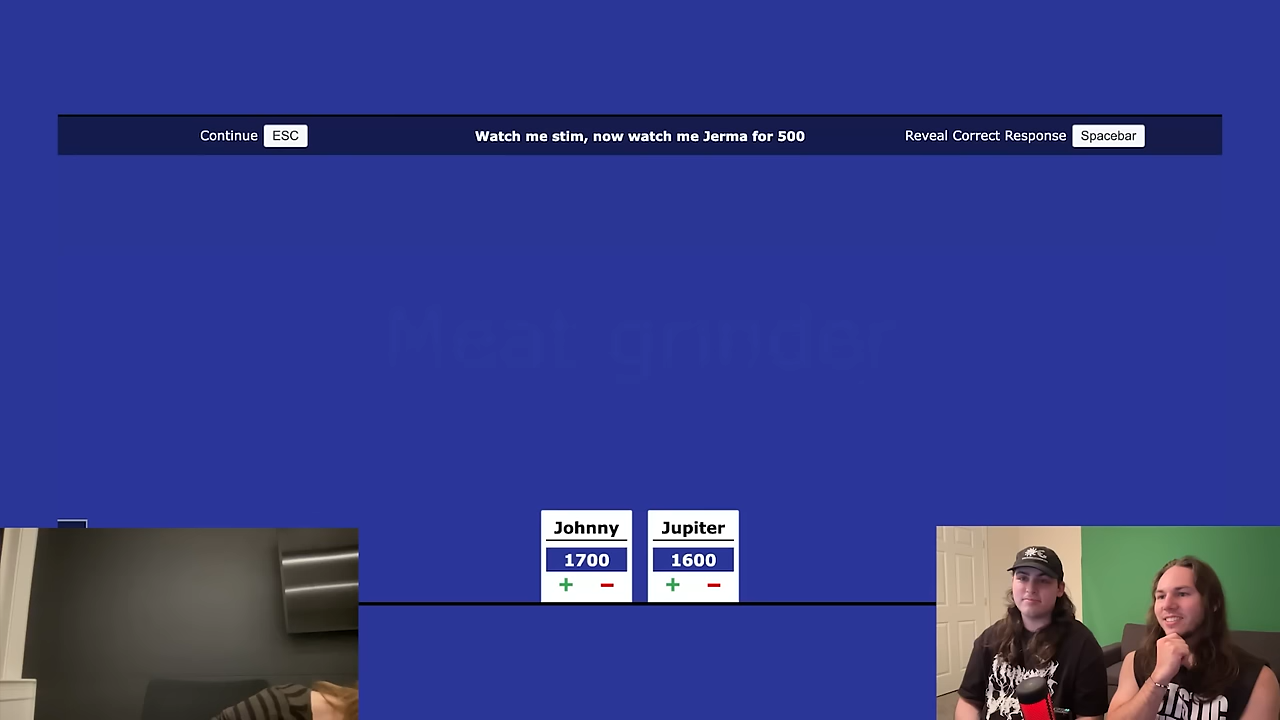 Continue ESC
Watch me stim, now watch me Jerma for 500
Reveal Correct Response Spacebar
Meat grinder
Johnny
1700
+ −
Jupiter
1600
+ −